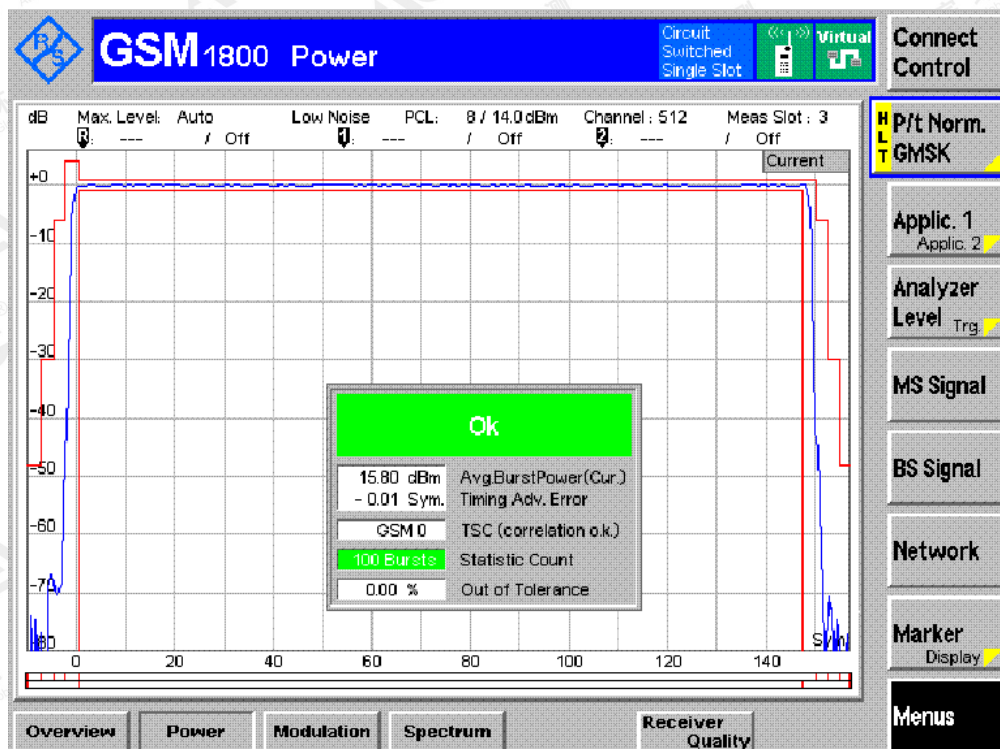 R/S
GSM 1800 Power
Circuit Switched Single Slot
Virtual
Connect Control
dB Max. Level: Auto Low Noise PCL: 8 / 14.0 dBm Channel : 512 Meas Slot : 3
R: --- / Off 1: --- / Off 2: --- / Off
Current
HLT
P/t Norm. GMSK
Applic. 1
Applic. 2
Analyzer Level Trg.
MS Signal
BS Signal
Network
Marker
Display
Menus
+0
-10
-20
-30
-40
-50
-60
-70
-80
Ok
15.80 dBm Avg.BurstPower(Cur.)
- 0.01 Sym. Timing Adv. Error
GSM 0 TSC (correlation o.k.)
100 Bursts Statistic Count
0.00 % Out of Tolerance
0 20 40 60 80 100 120 140
Overview Power Modulation Spectrum Receiver Quality